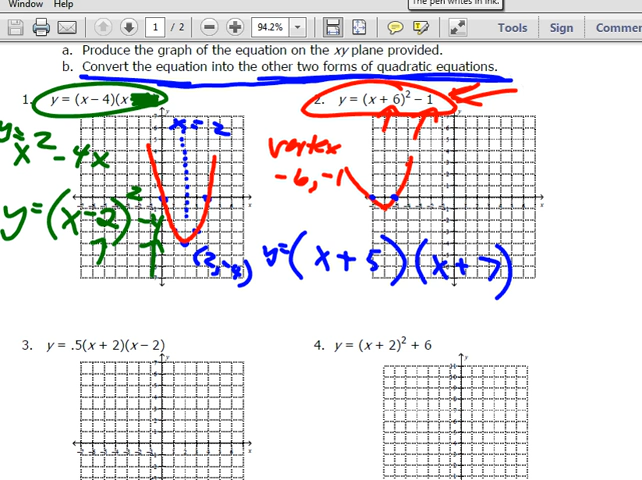 Window Help
The pen writes in ink.
1 / 2 94.2% Tools Sign Commen
a. Produce the graph of the equation on the xy plane provided.
b. Convert the equation into the other two forms of quadratic equations.
1. y = (x – 4)(x
2. y = (x + 6)² – 1
x = 2
y = x² - 4x
vertex
-6, -1
y = (x - 2)² - 4
(2, -4)
y = (x + 5)(x + 7)
3. y = .5(x + 2)(x – 2)
4. y = (x + 2)² + 6